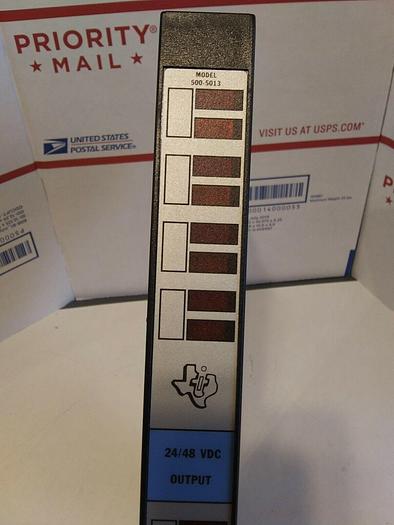 PRIORITY®
★ MAIL ★
UNITED STATES
POSTAL SERVICE®
VISIT US AT USPS.COM®
MODEL
500-5013
24/48 VDC
OUTPUT